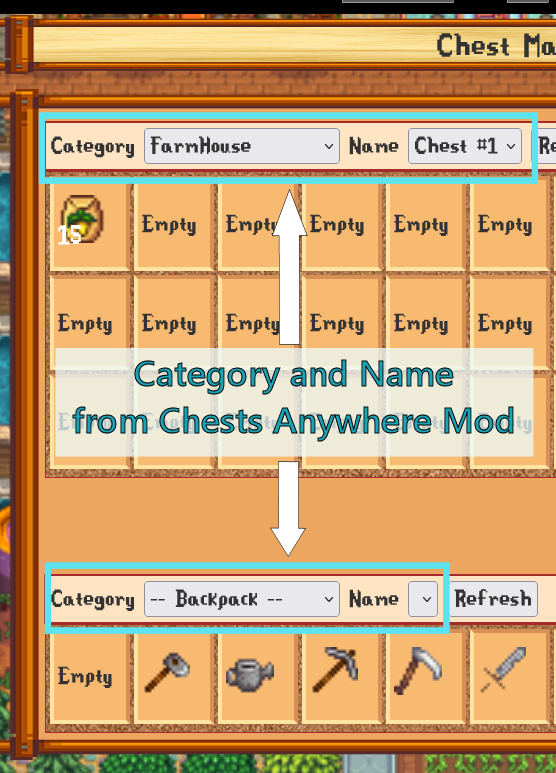 Chest Ma
Category FarmHouse Name Chest #1 Re
15 Empty Empty Empty Empty Empty
Empty Empty Empty Empty Empty Empty
Category and Name
from Chests Anywhere Mod
Category -- Backpack -- Name Refresh
Empty